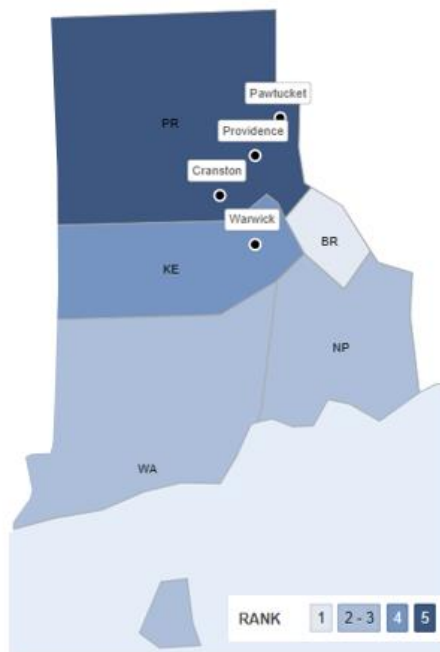 Pawtucket
PR
Providence
Cranston
Warwick
BR
KE
NP
WA
RANK 1 2 - 3 4 5